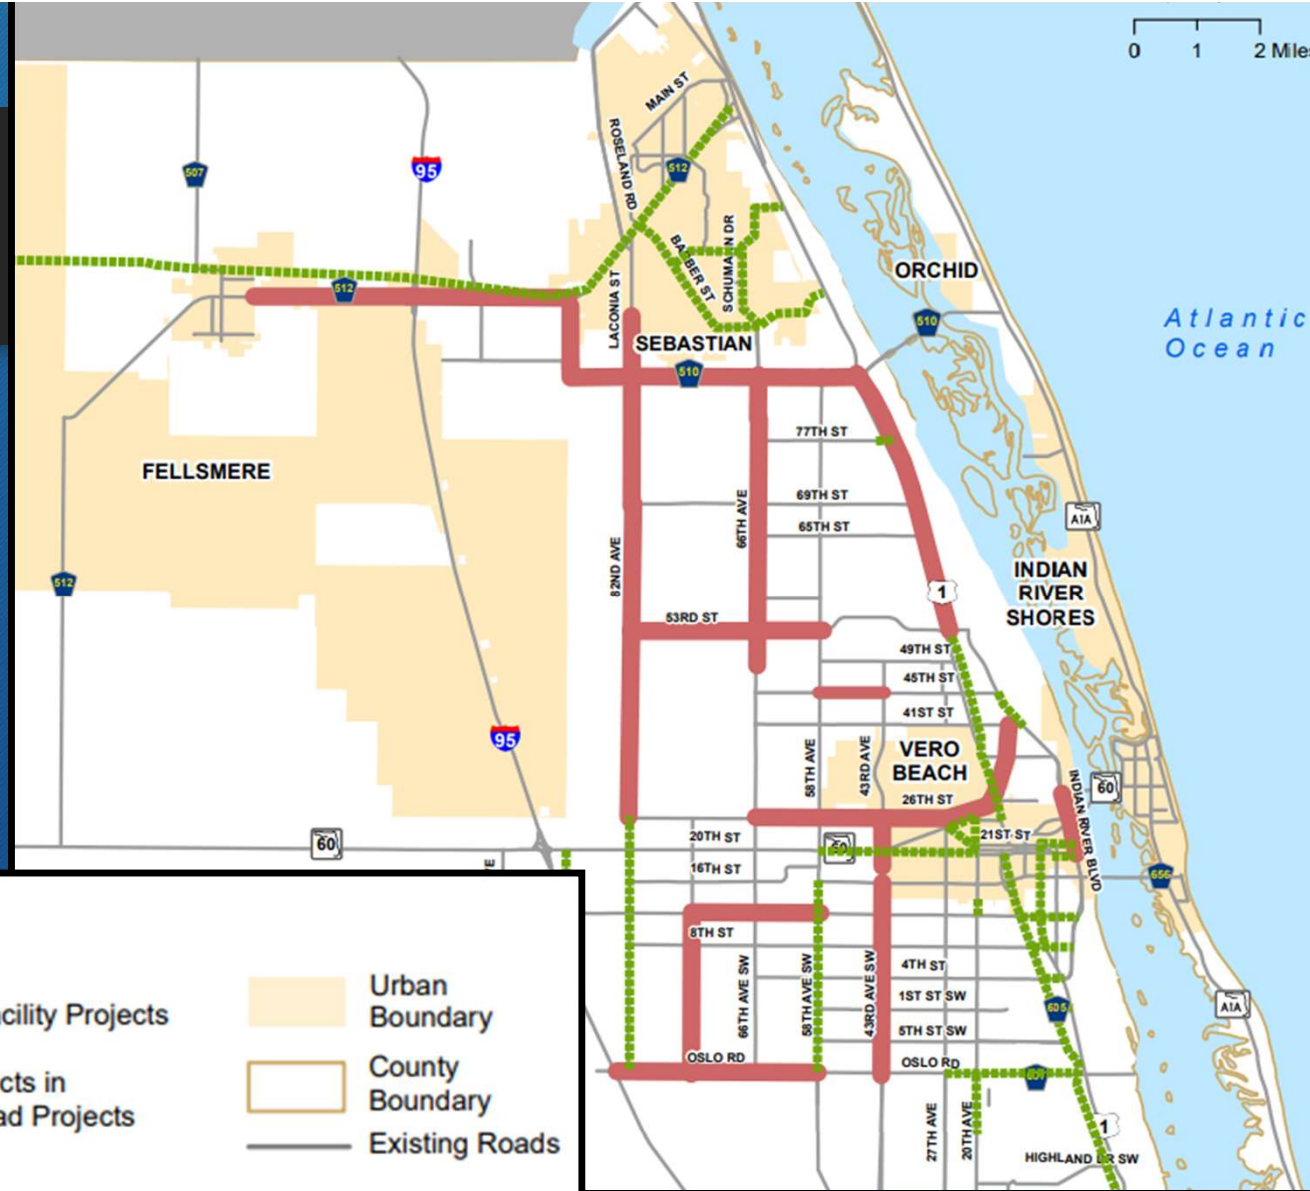 0 1 2 Miles
MAIN ST
ROSELAND RD
507
95
512
BARBER ST
SCHUMANN DR
ORCHID
512
LACONIA ST
510
Atlantic
Ocean
SEBASTIAN
510
77TH ST
FELLSMERE
69TH ST
66TH AVE
65TH ST
A1A
82ND AVE
512
INDIAN
RIVER
SHORES
1
53RD ST
49TH ST
45TH ST
41ST ST
95
58TH AVE
43RD AVE
VERO
BEACH
60
INDIAN RIVER BLVD
26TH ST
60
20TH ST
21ST ST
VE
16TH ST
656
8TH ST
66TH AVE SW
58TH AVE SW
43RD AVE SW
4TH ST
1ST ST SW
605
A1A
5TH ST SW
OSLO RD
OSLO RD
27TH AVE
20TH AVE
1
HIGHLAND DR SW
cility Projects
cts in
ad Projects
Urban
Boundary
County
Boundary
Existing Roads